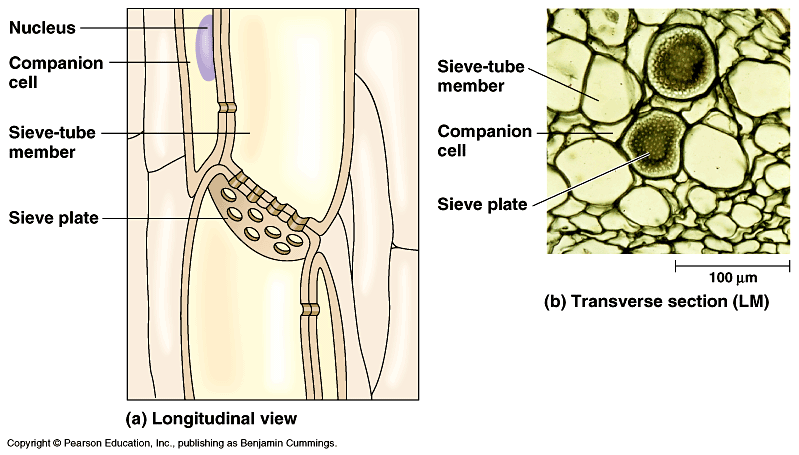 Nucleus
Companion
cell
Sieve-tube
member
Sieve plate
(a) Longitudinal view
Sieve-tube
member
Companion
cell
Sieve plate
100 μm
(b) Transverse section (LM)
Copyright © Pearson Education, Inc., publishing as Benjamin Cummings.